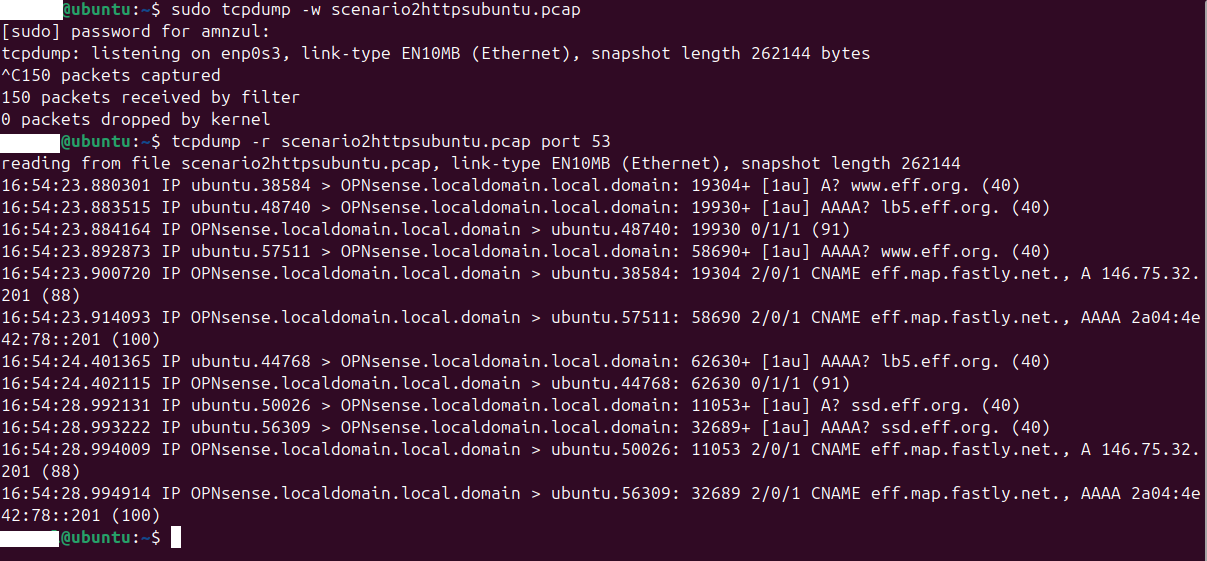 @ubuntu:~$ sudo tcpdump -w scenario2httpsubuntu.pcap
[sudo] password for amnzul:
tcpdump: listening on enp0s3, link-type EN10MB (Ethernet), snapshot length 262144 bytes
^C150 packets captured
150 packets received by filter
0 packets dropped by kernel
@ubuntu:~$ tcpdump -r scenario2httpsubuntu.pcap port 53
reading from file scenario2httpsubuntu.pcap, link-type EN10MB (Ethernet), snapshot length 262144
16:54:23.880301 IP ubuntu.38584 > OPNsense.localdomain.local.domain: 19304+ [1au] A? www.eff.org. (40)
16:54:23.883515 IP ubuntu.48740 > OPNsense.localdomain.local.domain: 19930+ [1au] AAAA? lb5.eff.org. (40)
16:54:23.884164 IP OPNsense.localdomain.local.domain > ubuntu.48740: 19930 0/1/1 (91)
16:54:23.892873 IP ubuntu.57511 > OPNsense.localdomain.local.domain: 58690+ [1au] AAAA? www.eff.org. (40)
16:54:23.900720 IP OPNsense.localdomain.local.domain > ubuntu.38584: 19304 2/0/1 CNAME eff.map.fastly.net., A 146.75.32.
201 (88)
16:54:23.914093 IP OPNsense.localdomain.local.domain > ubuntu.57511: 58690 2/0/1 CNAME eff.map.fastly.net., AAAA 2a04:4e
42:78::201 (100)
16:54:24.401365 IP ubuntu.44768 > OPNsense.localdomain.local.domain: 62630+ [1au] AAAA? lb5.eff.org. (40)
16:54:24.402115 IP OPNsense.localdomain.local.domain > ubuntu.44768: 62630 0/1/1 (91)
16:54:28.992131 IP ubuntu.50026 > OPNsense.localdomain.local.domain: 11053+ [1au] A? ssd.eff.org. (40)
16:54:28.993222 IP ubuntu.56309 > OPNsense.localdomain.local.domain: 32689+ [1au] AAAA? ssd.eff.org. (40)
16:54:28.994009 IP OPNsense.localdomain.local.domain > ubuntu.50026: 11053 2/0/1 CNAME eff.map.fastly.net., A 146.75.32.
201 (88)
16:54:28.994914 IP OPNsense.localdomain.local.domain > ubuntu.56309: 32689 2/0/1 CNAME eff.map.fastly.net., AAAA 2a04:4e
42:78::201 (100)
@ubuntu:~$